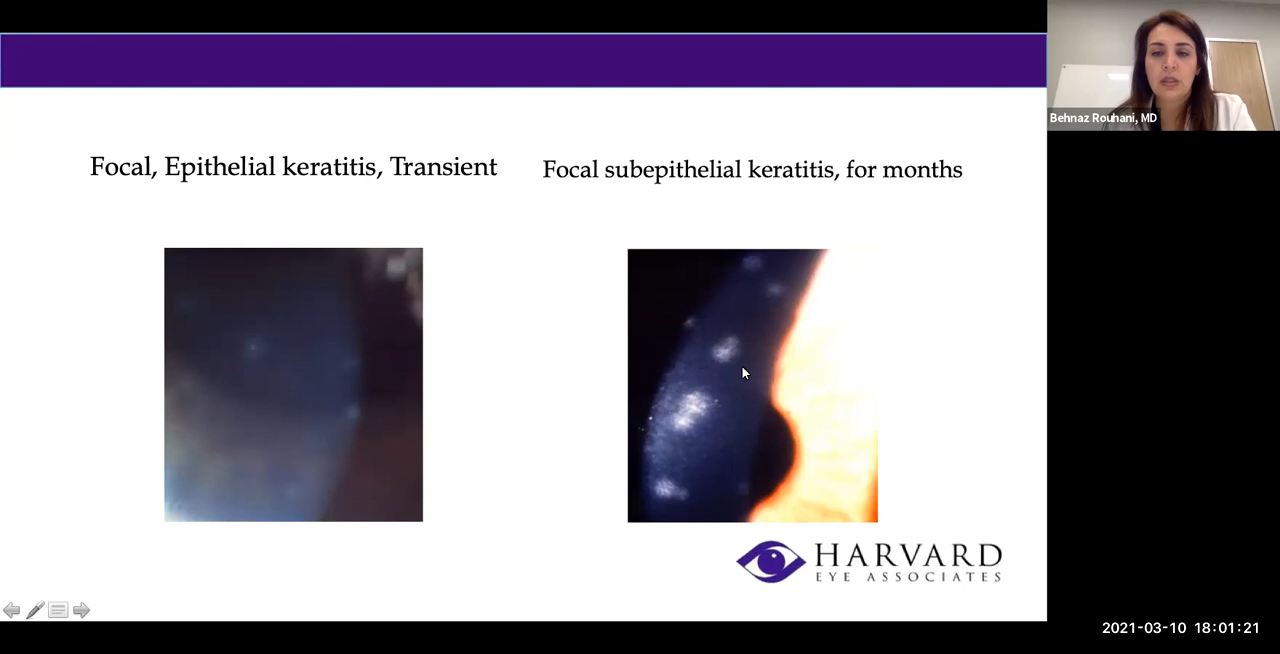 Behnaz Rouhani, MD
Focal, Epithelial keratitis, Transient
Focal subepithelial keratitis, for months
HARVARD
EYE ASSOCIATES
2021-03-10 18:01:21